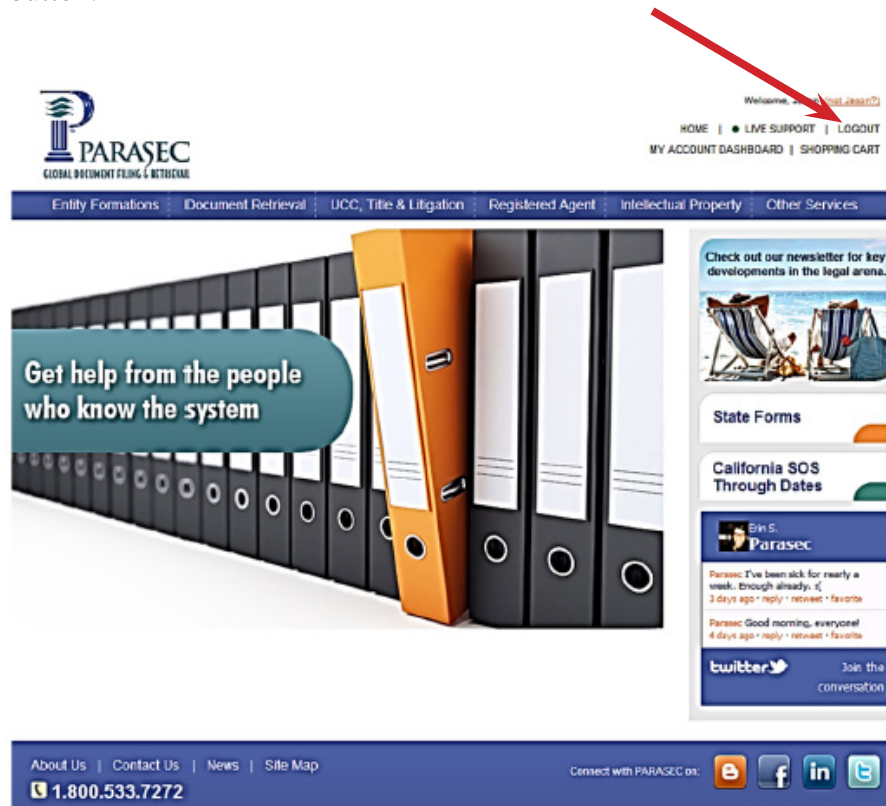 PARASEC
GLOBAL DOCUMENT FILING & RETRIEVAL
Welcome, (not Jason?)
HOME | LIVE SUPPORT | LOGOUT
MY ACCOUNT DASHBOARD | SHOPPING CART
Entity Formations Document Retrieval UCC, Title & Litigation Registered Agent Intellectual Property Other Services
Get help from the people
who know the system
Check out our newsletter for key
developments in the legal arena.
State Forms
California SOS
Through Dates
Erin S.
Parasec
Parasec I've been sick for nearly a
week. Enough already. :(
3 days ago • reply • retweet • favorite
Parasec Good morning, everyone!
4 days ago • reply • retweet • favorite
twitter
Join the
conversation
About Us | Contact Us | News | Site Map
1.800.533.7272
Connect with PARASEC on: